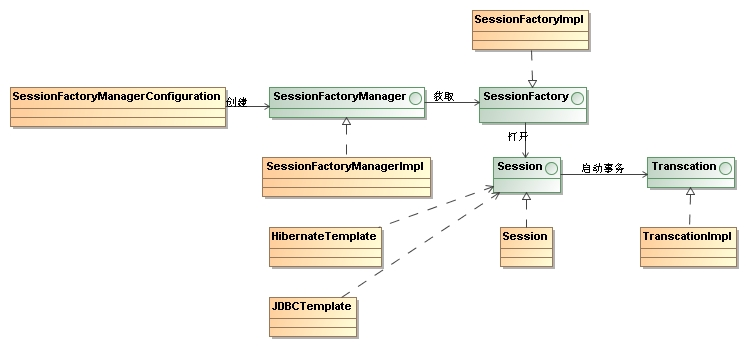 SessionFactoryImpl
SessionFactoryManagerConfiguration
创建
SessionFactoryManager
获取
SessionFactory
打开
SessionFactoryManagerImpl
Session
启动事务
Transcation
HibernateTemplate
Session
TranscationImpl
JDBCTemplate